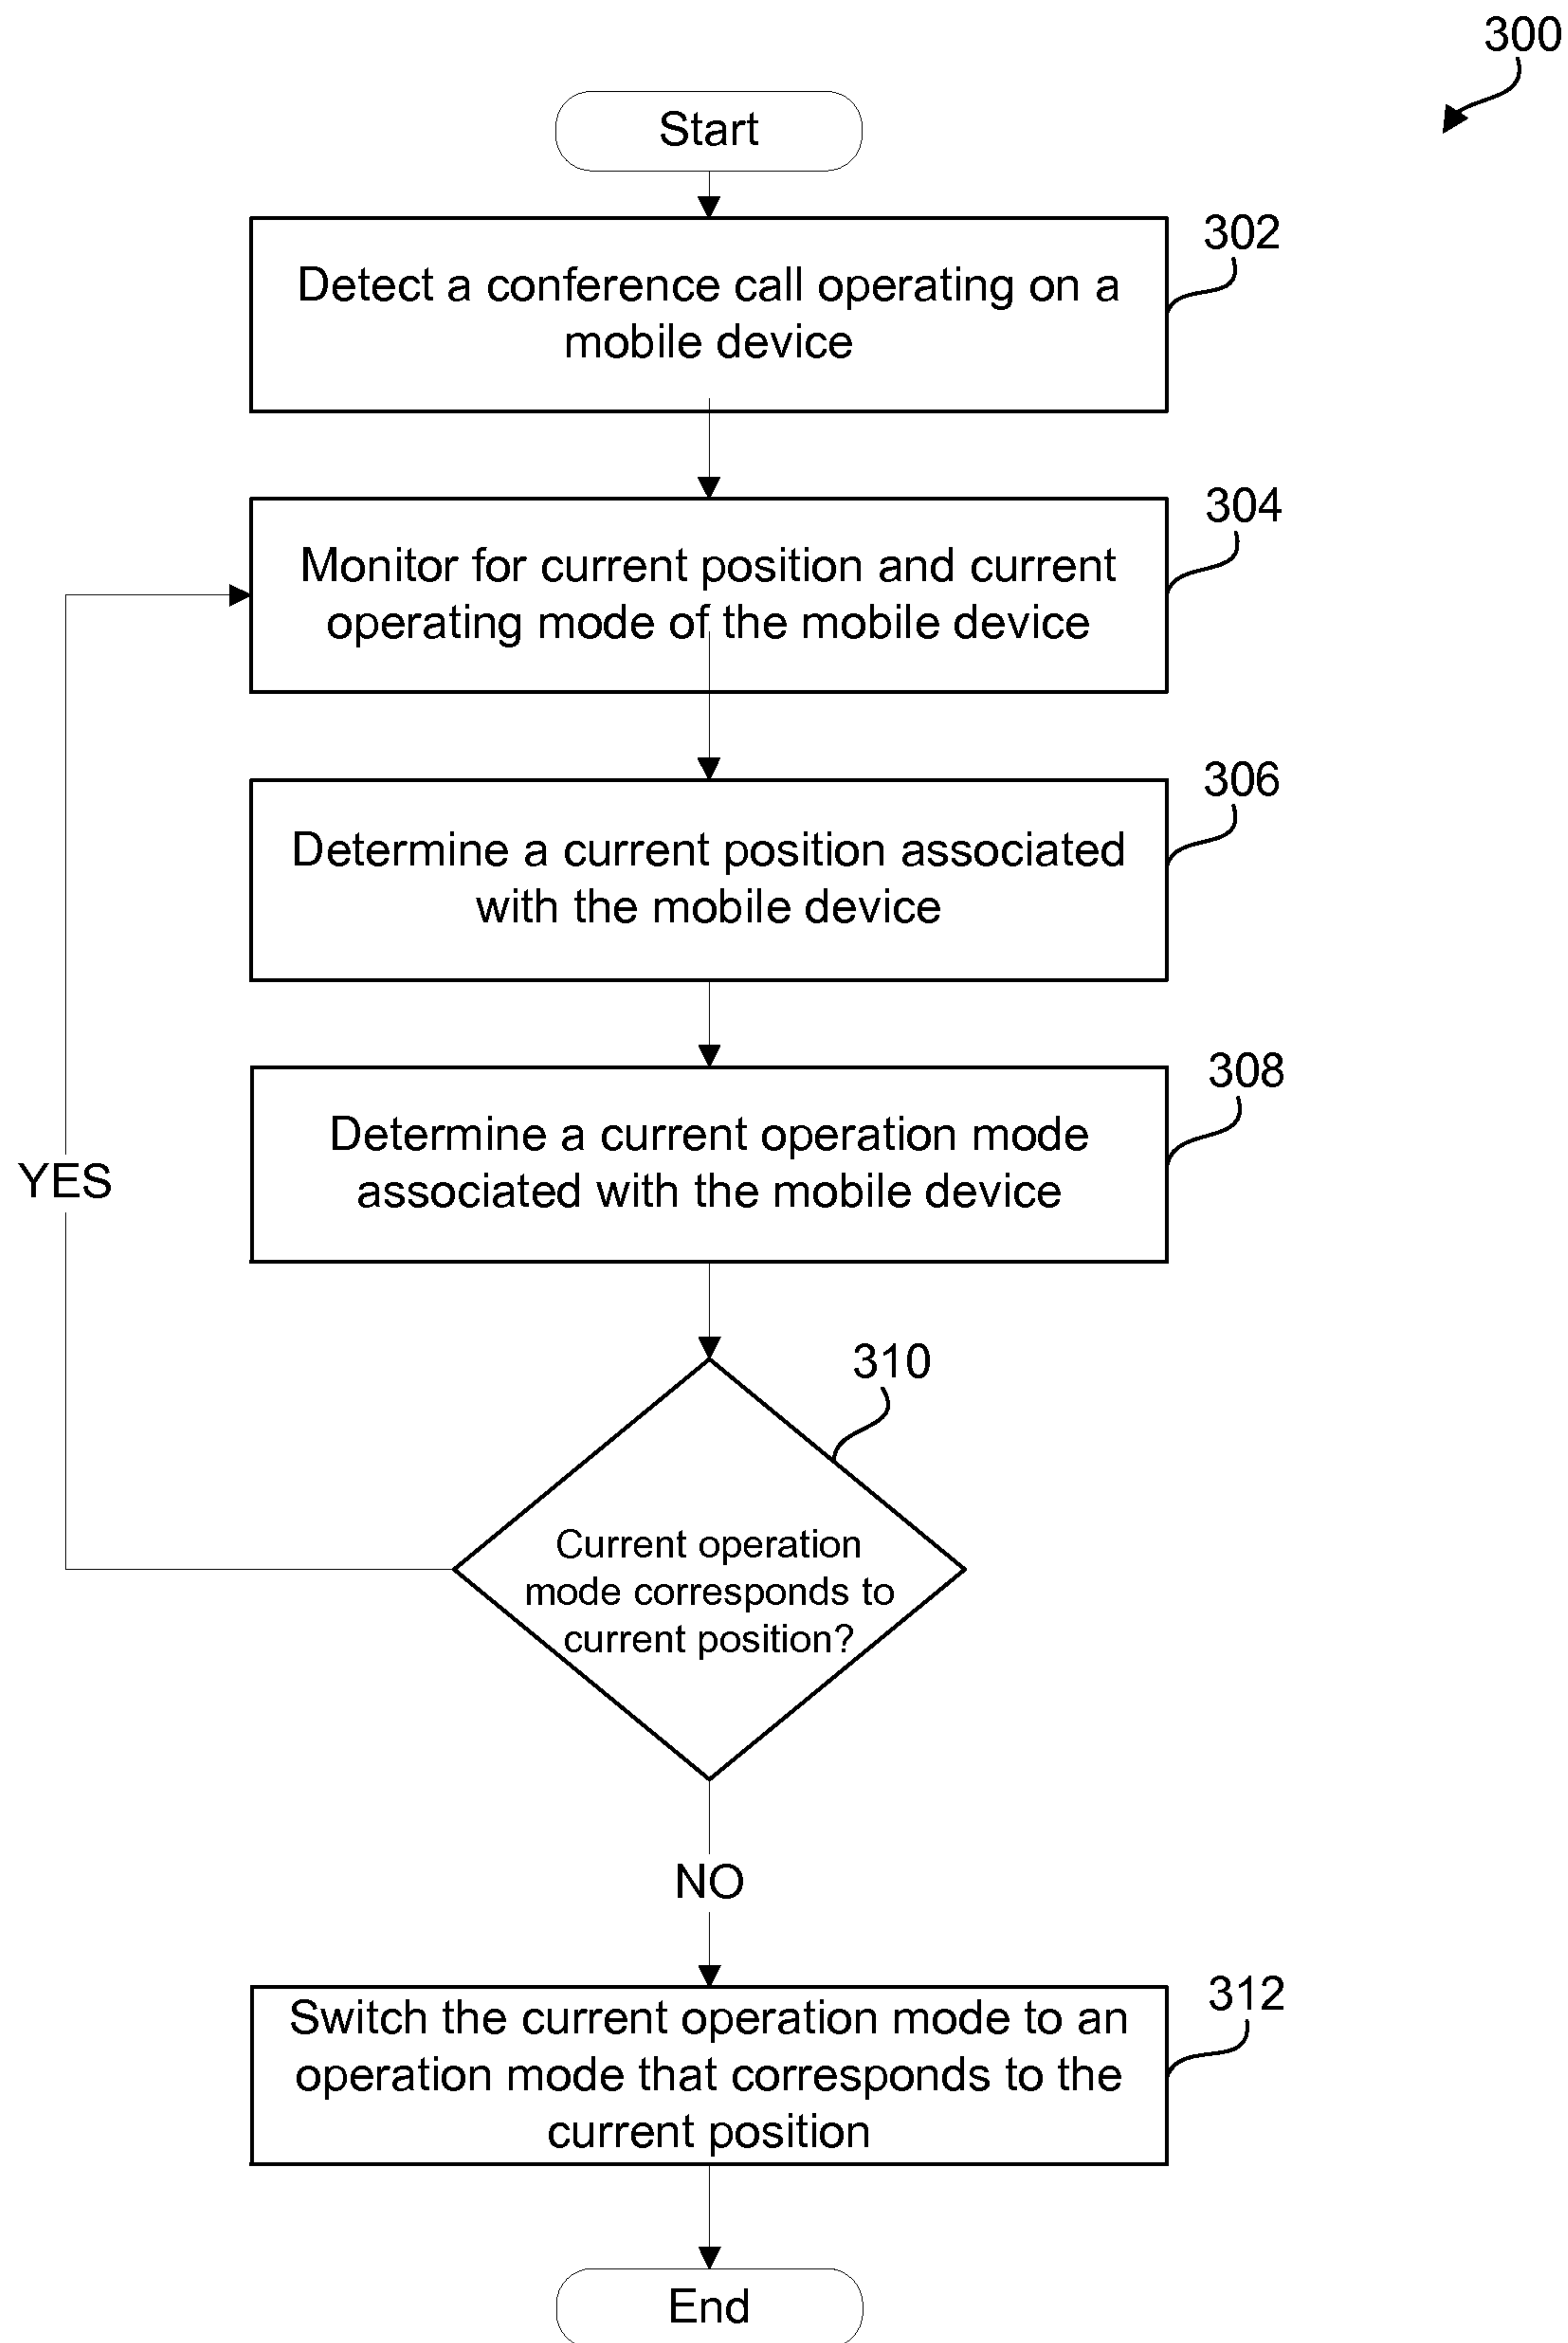 300
Start
302
Detect a conference call operating on a
mobile device
304
Monitor for current position and current
operating mode of the mobile device
306
Determine a current position associated
with the mobile device
308
Determine a current operation mode
associated with the mobile device
YES
310
Current operation
mode corresponds to
current position?
NO
312
Switch the current operation mode to an
operation mode that corresponds to the
current position
End